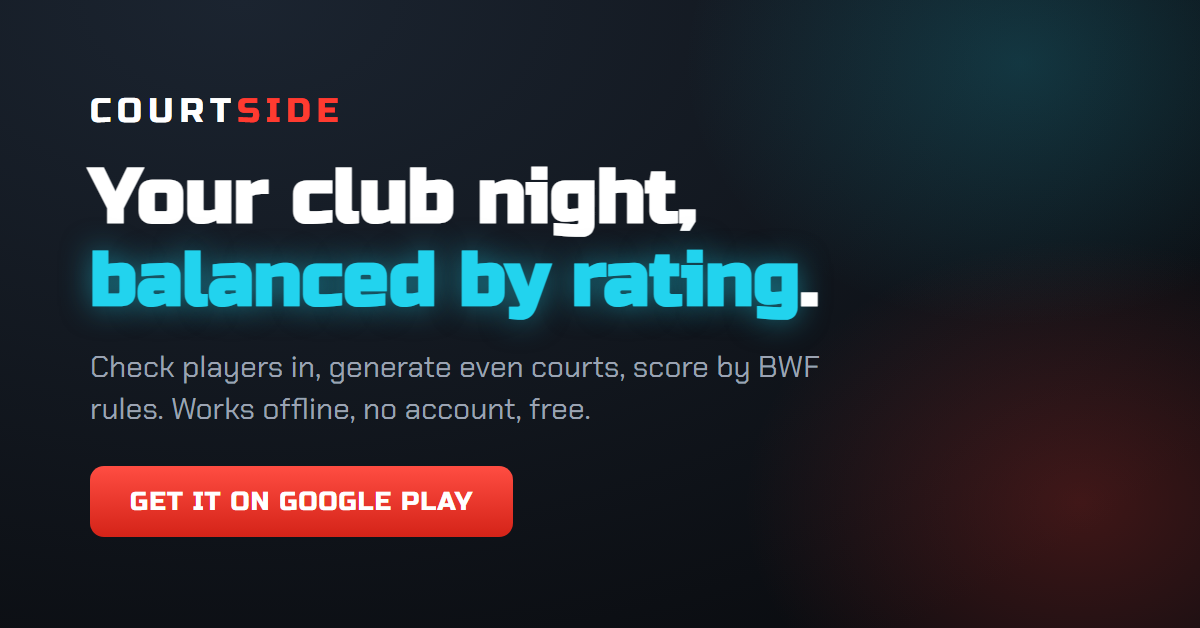 COURTSIDE
Your club night,
balanced by rating.
Check players in, generate even courts, score by BWF
rules. Works offline, no account, free.
GET IT ON GOOGLE PLAY